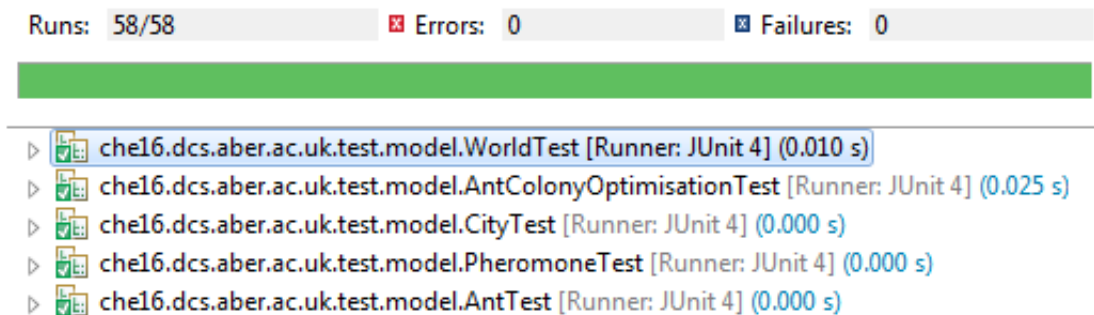 Runs: 58/58 Errors: 0 Failures: 0
che16.dcs.aber.ac.uk.test.model.WorldTest [Runner: JUnit 4] (0.010 s)
che16.dcs.aber.ac.uk.test.model.AntColonyOptimisationTest [Runner: JUnit 4] (0.025 s)
che16.dcs.aber.ac.uk.test.model.CityTest [Runner: JUnit 4] (0.000 s)
che16.dcs.aber.ac.uk.test.model.PheromoneTest [Runner: JUnit 4] (0.000 s)
che16.dcs.aber.ac.uk.test.model.AntTest [Runner: JUnit 4] (0.000 s)